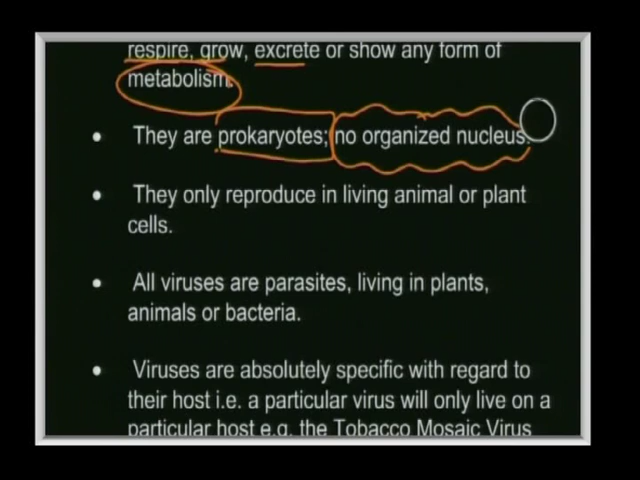 respire, grow, excrete or show any form of
metabolism.
• They are prokaryotes; no organized nucleus.
• They only reproduce in living animal or plant
cells.
• All viruses are parasites, living in plants,
animals or bacteria.
• Viruses are absolutely specific with regard to
their host i.e. a particular virus will only live on a
particular host e.g. the Tobacco Mosaic Virus